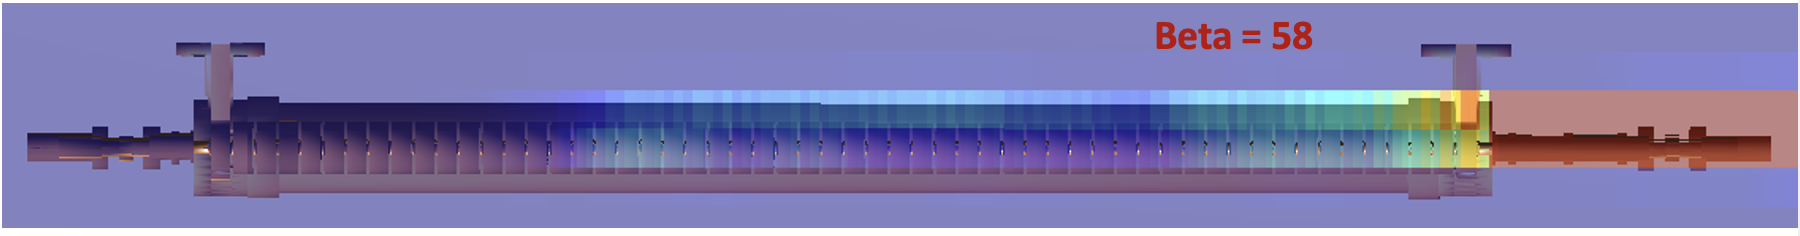 Beta = 58